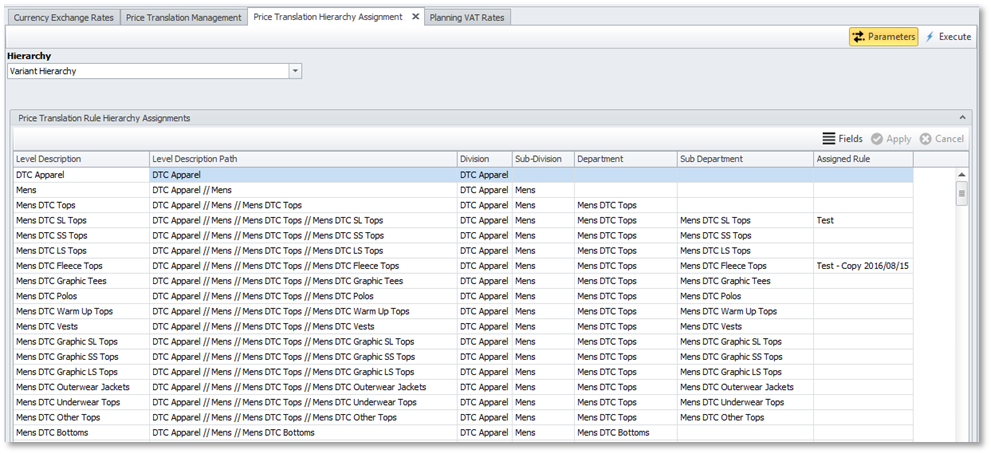 Currency Exchange Rates Price Translation Management Price Translation Hierarchy Assignment Planning VAT Rates
Parameters Execute
Hierarchy
Variant Hierarchy
Price Translation Rule Hierarchy Assignments
Fields Apply Cancel
Level Description Level Description Path Division Sub-Division Department Sub Department Assigned Rule
DTC Apparel DTC Apparel DTC Apparel
Mens DTC Apparel // Mens DTC Apparel Mens
Mens DTC Tops DTC Apparel // Mens // Mens DTC Tops DTC Apparel Mens Mens DTC Tops
Mens DTC SL Tops DTC Apparel // Mens // Mens DTC Tops // Mens DTC SL Tops DTC Apparel Mens Mens DTC Tops Mens DTC SL Tops Test
Mens DTC SS Tops DTC Apparel // Mens // Mens DTC Tops // Mens DTC SS Tops DTC Apparel Mens Mens DTC Tops Mens DTC SS Tops
Mens DTC LS Tops DTC Apparel // Mens // Mens DTC Tops // Mens DTC LS Tops DTC Apparel Mens Mens DTC Tops Mens DTC LS Tops
Mens DTC Fleece Tops DTC Apparel // Mens // Mens DTC Tops // Mens DTC Fleece Tops DTC Apparel Mens Mens DTC Tops Mens DTC Fleece Tops Test - Copy 2016/08/15
Mens DTC Graphic Tees DTC Apparel // Mens // Mens DTC Tops // Mens DTC Graphic Tees DTC Apparel Mens Mens DTC Tops Mens DTC Graphic Tees
Mens DTC Polos DTC Apparel // Mens // Mens DTC Tops // Mens DTC Polos DTC Apparel Mens Mens DTC Tops Mens DTC Polos
Mens DTC Warm Up Tops DTC Apparel // Mens // Mens DTC Tops // Mens DTC Warm Up Tops DTC Apparel Mens Mens DTC Tops Mens DTC Warm Up Tops
Mens DTC Vests DTC Apparel // Mens // Mens DTC Tops // Mens DTC Vests DTC Apparel Mens Mens DTC Tops Mens DTC Vests
Mens DTC Graphic SL Tops DTC Apparel // Mens // Mens DTC Tops // Mens DTC Graphic SL Tops DTC Apparel Mens Mens DTC Tops Mens DTC Graphic SL Tops
Mens DTC Graphic SS Tops DTC Apparel // Mens // Mens DTC Tops // Mens DTC Graphic SS Tops DTC Apparel Mens Mens DTC Tops Mens DTC Graphic SS Tops
Mens DTC Graphic LS Tops DTC Apparel // Mens // Mens DTC Tops // Mens DTC Graphic LS Tops DTC Apparel Mens Mens DTC Tops Mens DTC Graphic LS Tops
Mens DTC Outerwear Jackets DTC Apparel // Mens // Mens DTC Tops // Mens DTC Outerwear Jackets DTC Apparel Mens Mens DTC Tops Mens DTC Outerwear Jackets
Mens DTC Underwear Tops DTC Apparel // Mens // Mens DTC Tops // Mens DTC Underwear Tops DTC Apparel Mens Mens DTC Tops Mens DTC Underwear Tops
Mens DTC Other Tops DTC Apparel // Mens // Mens DTC Tops // Mens DTC Other Tops DTC Apparel Mens Mens DTC Tops Mens DTC Other Tops
Mens DTC Bottoms DTC Apparel // Mens // Mens DTC Bottoms DTC Apparel Mens Mens DTC Bottoms